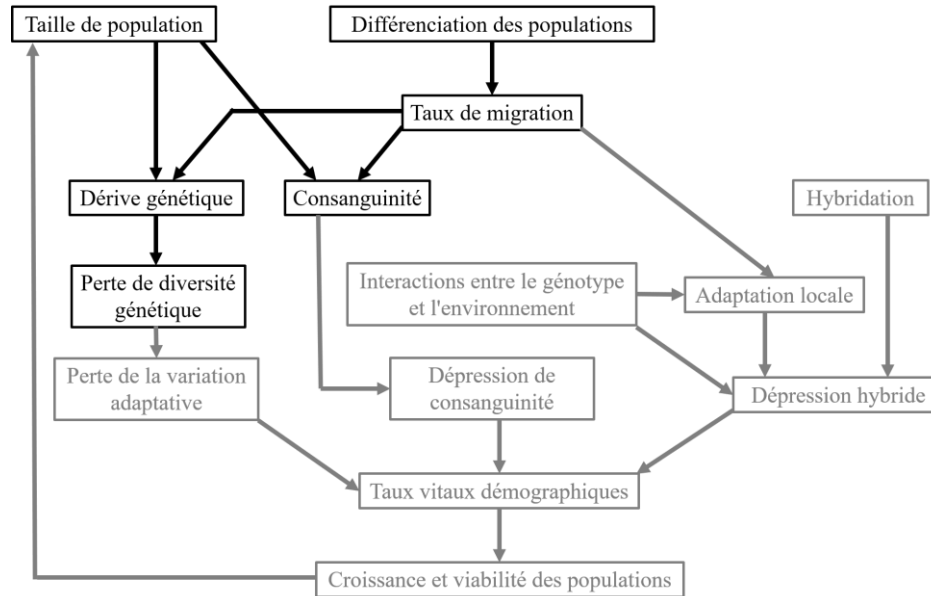 Taille de population
Différenciation des populations
Taux de migration
Dérive génétique
Consanguinité
Hybridation
Perte de diversité
génétique
Interactions entre le génotype
et l'environnement
Adaptation locale
Perte de la variation
adaptative
Dépression de
consanguinité
Dépression hybride
Taux vitaux démographiques
Croissance et viabilité des populations